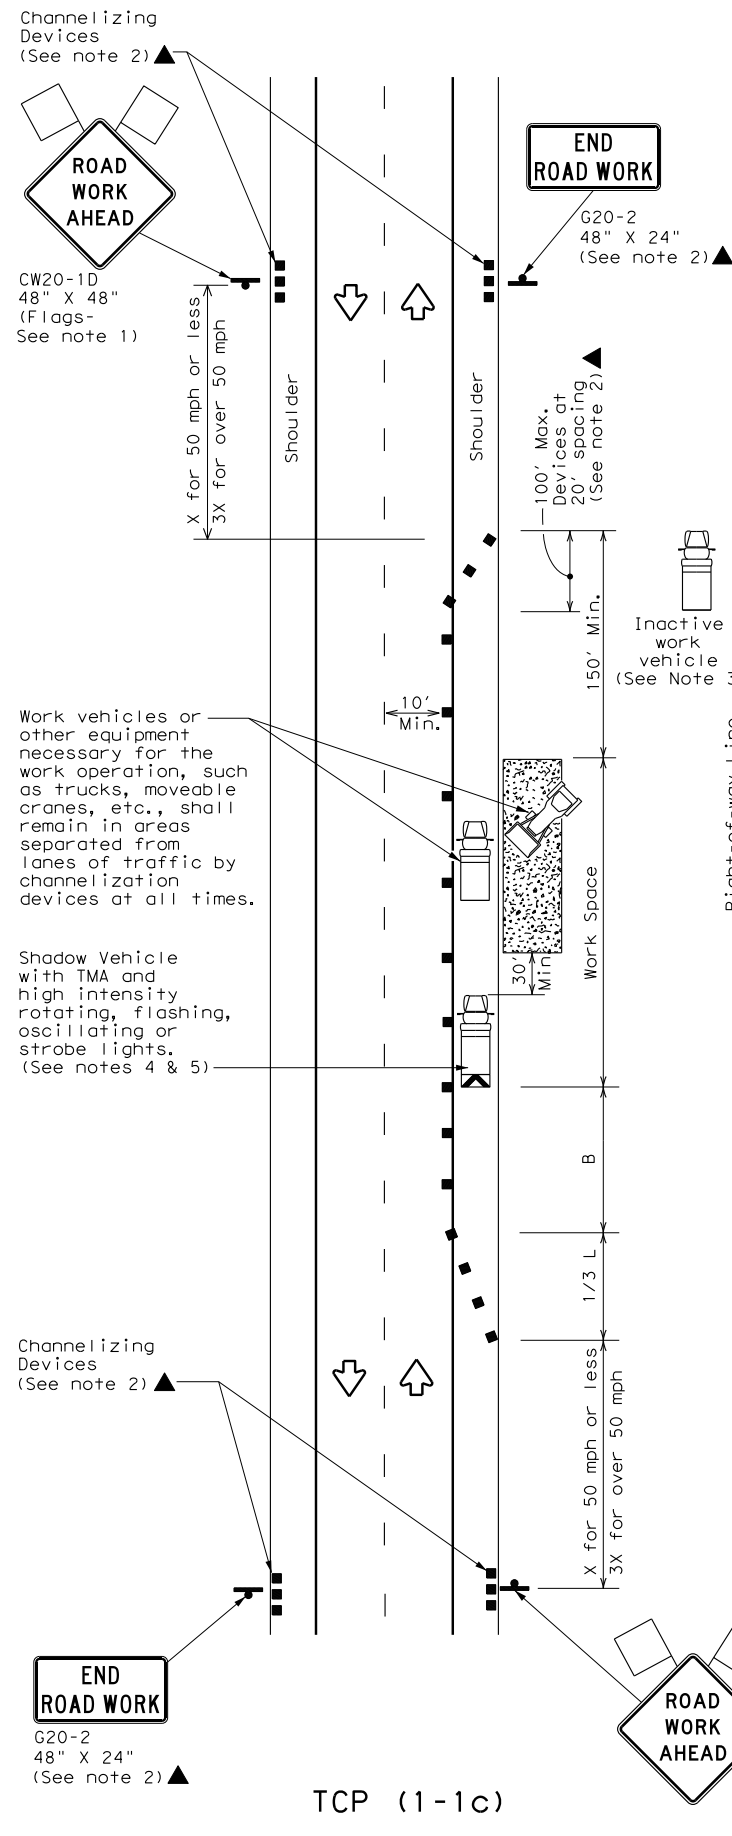 Channelizing
Devices
(See note 2)
ROAD
WORK
AHEAD
CW20-1D
48" X 48"
(Flags-
See note 1)
END
ROAD WORK
G20-2
48" X 24"
(See note 2)
X for 50 mph or less
3X for over 50 mph
Shoulder
Shoulder
100' Max.
Devices at
20' spacing
(See note 2)
150' Min.
Inactive
work
vehicle
(See Note 3
10'
Min.
Work vehicles or
other equipment
necessary for the
work operation, such
as trucks, moveable
cranes, etc., shall
remain in areas
separated from
lanes of traffic by
channelization
devices at all times.
Right-of-way Line
Work Space
30'
Min.
Shadow Vehicle
with TMA and
high intensity
rotating, flashing,
oscillating or
strobe lights.
(See notes 4 & 5)
B
1/3 L
Channelizing
Devices
(See note 2)
X for 50 mph or less
3X for over 50 mph
END
ROAD WORK
G20-2
48" X 24"
(See note 2)
ROAD
WORK
AHEAD
TCP (1-1c)